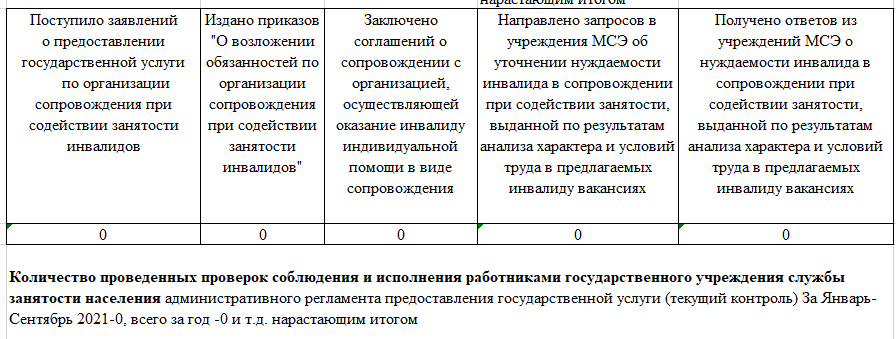 нарастающим итогом
Поступило заявлений
о предоставлении
государственной услуги
по организации
сопровождения при
содействии занятости
инвалидов
Издано приказов
"О возложении
обязанностей по
организации
сопровождения
при содействии
занятости
инвалидов"
Заключено
соглашений о
сопровождении с
организацией,
осуществляющей
оказание инвалиду
индивидуальной
помощи в виде
сопровождения
Направлено запросов в
учреждения МСЭ об
уточнении нуждаемости
инвалида в сопровождении
при содействии занятости,
выданной по результатам
анализа характера и условий
труда в предлагаемых
инвалиду вакансиях
Получено ответов из
учреждений МСЭ о
нуждаемости инвалида в
сопровождении при
содействии занятости,
выданной по результатам
анализа характера и условий
труда в предлагаемых
инвалиду вакансиях
0
0
0
0
0
Количество проведенных проверок соблюдения и исполнения работниками государственного учреждения службы
занятости населения административного регламента предоставления государственной услуги (текущий контроль) За Январь-
Сентябрь 2021-0, всего за год -0 и т.д. нарастающим итогом